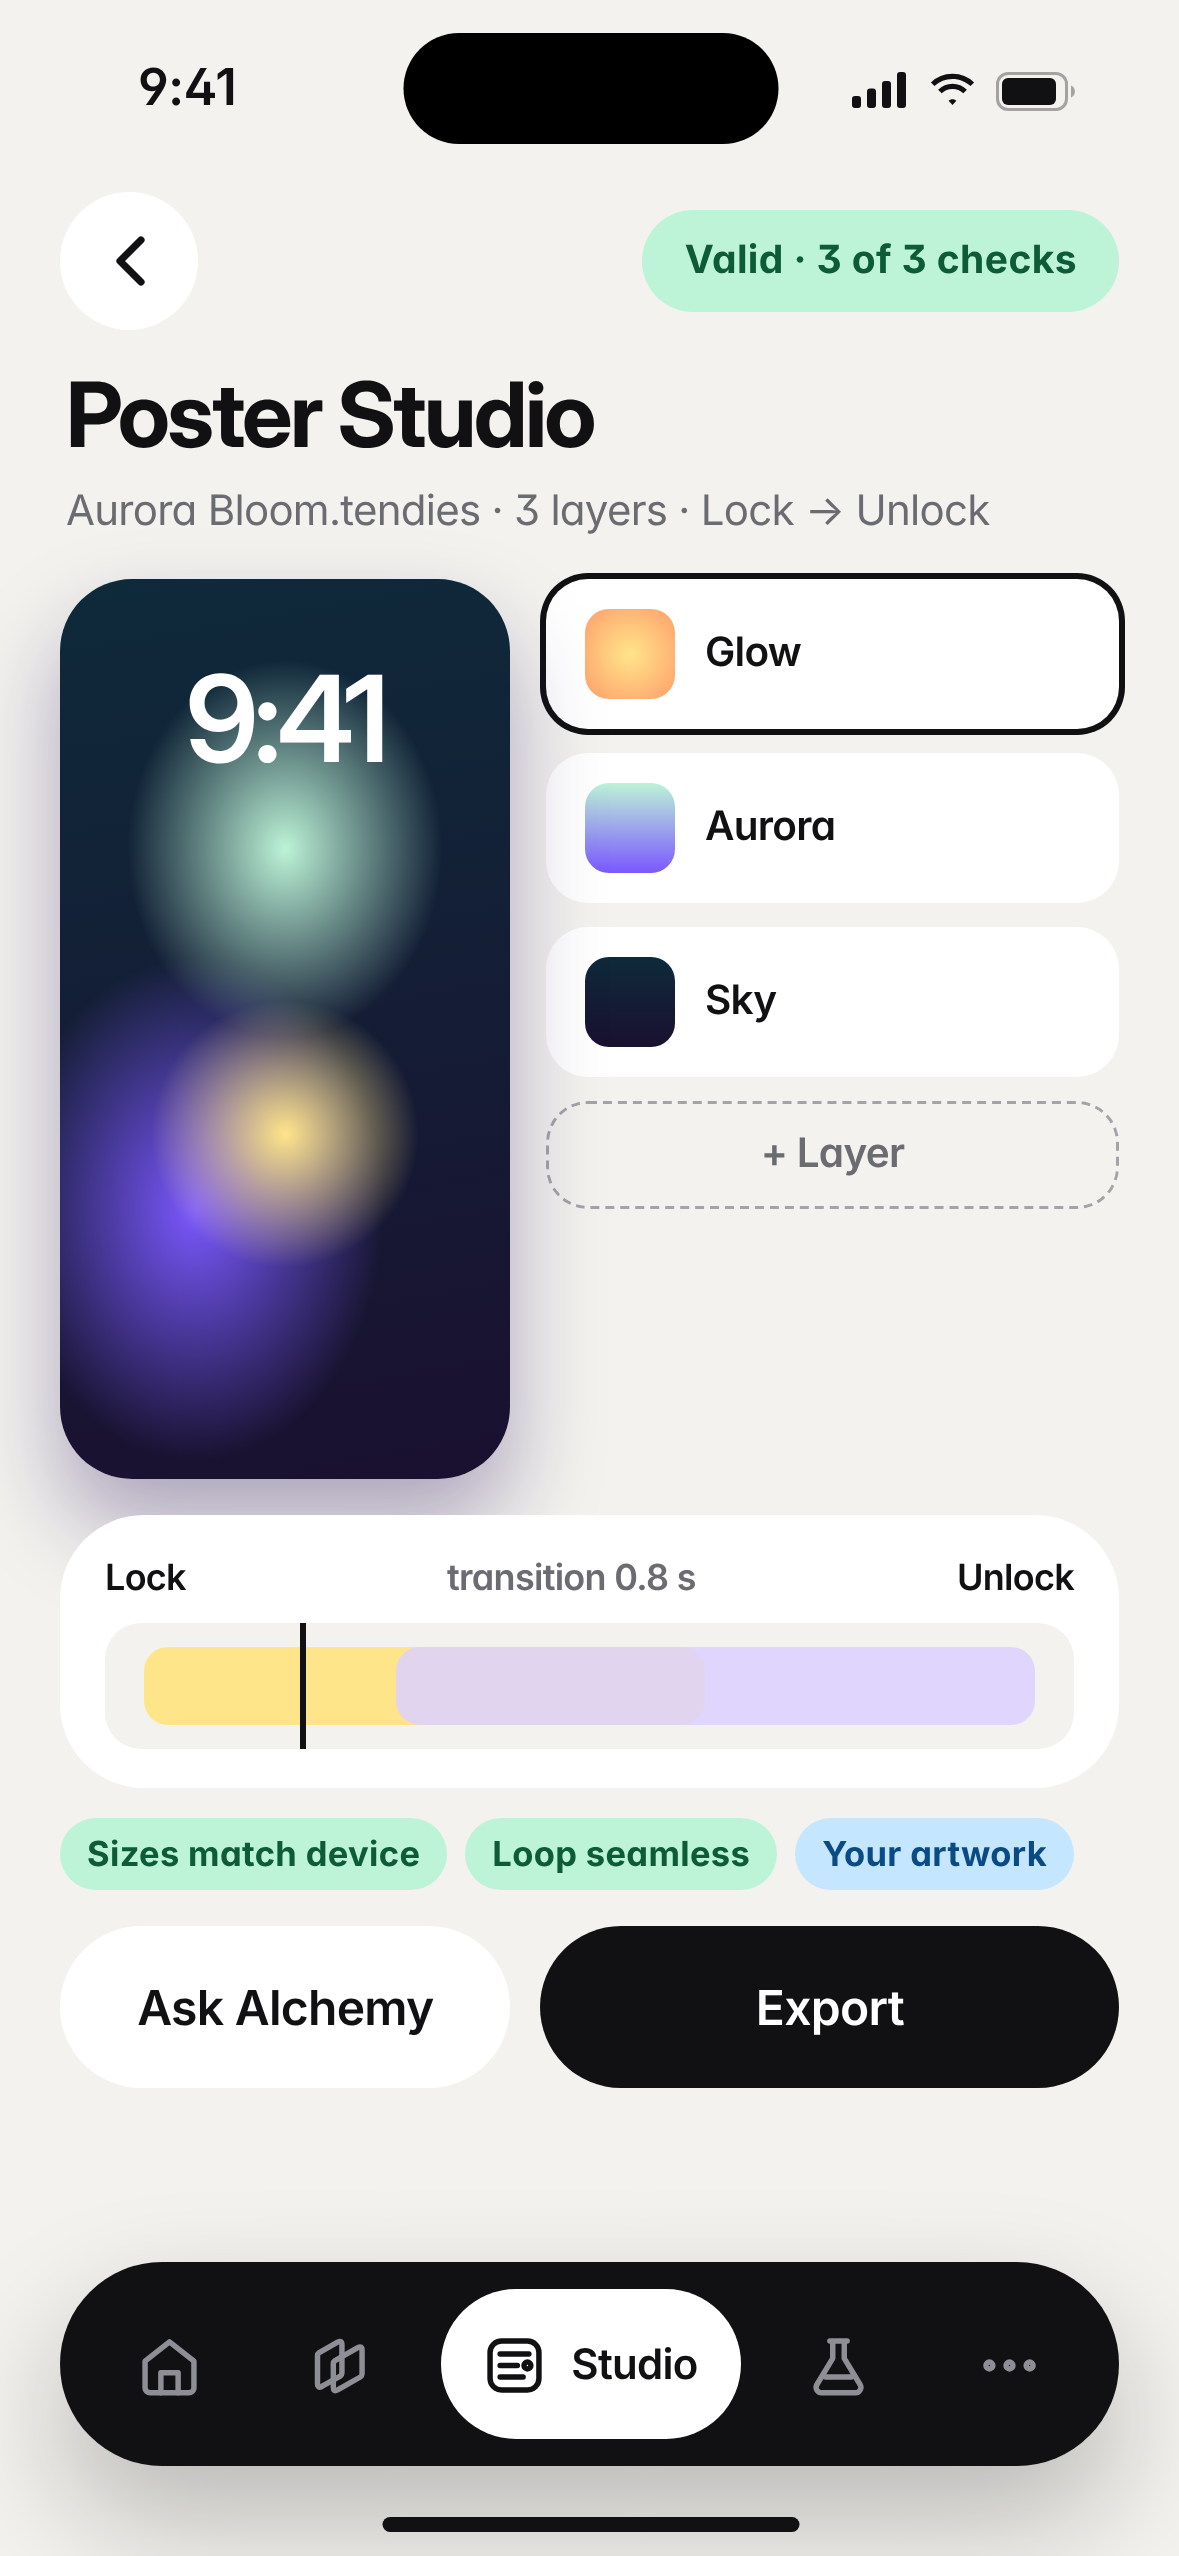 9:41
Valid · 3 of 3 checks
Poster Studio
Aurora Bloom.tendies · 3 layers · Lock → Unlock
9:41
Glow
Aurora
Sky
+ Layer
Lock transition 0.8 s Unlock
Sizes match device Loop seamless Your artwork
Ask Alchemy Export
Studio